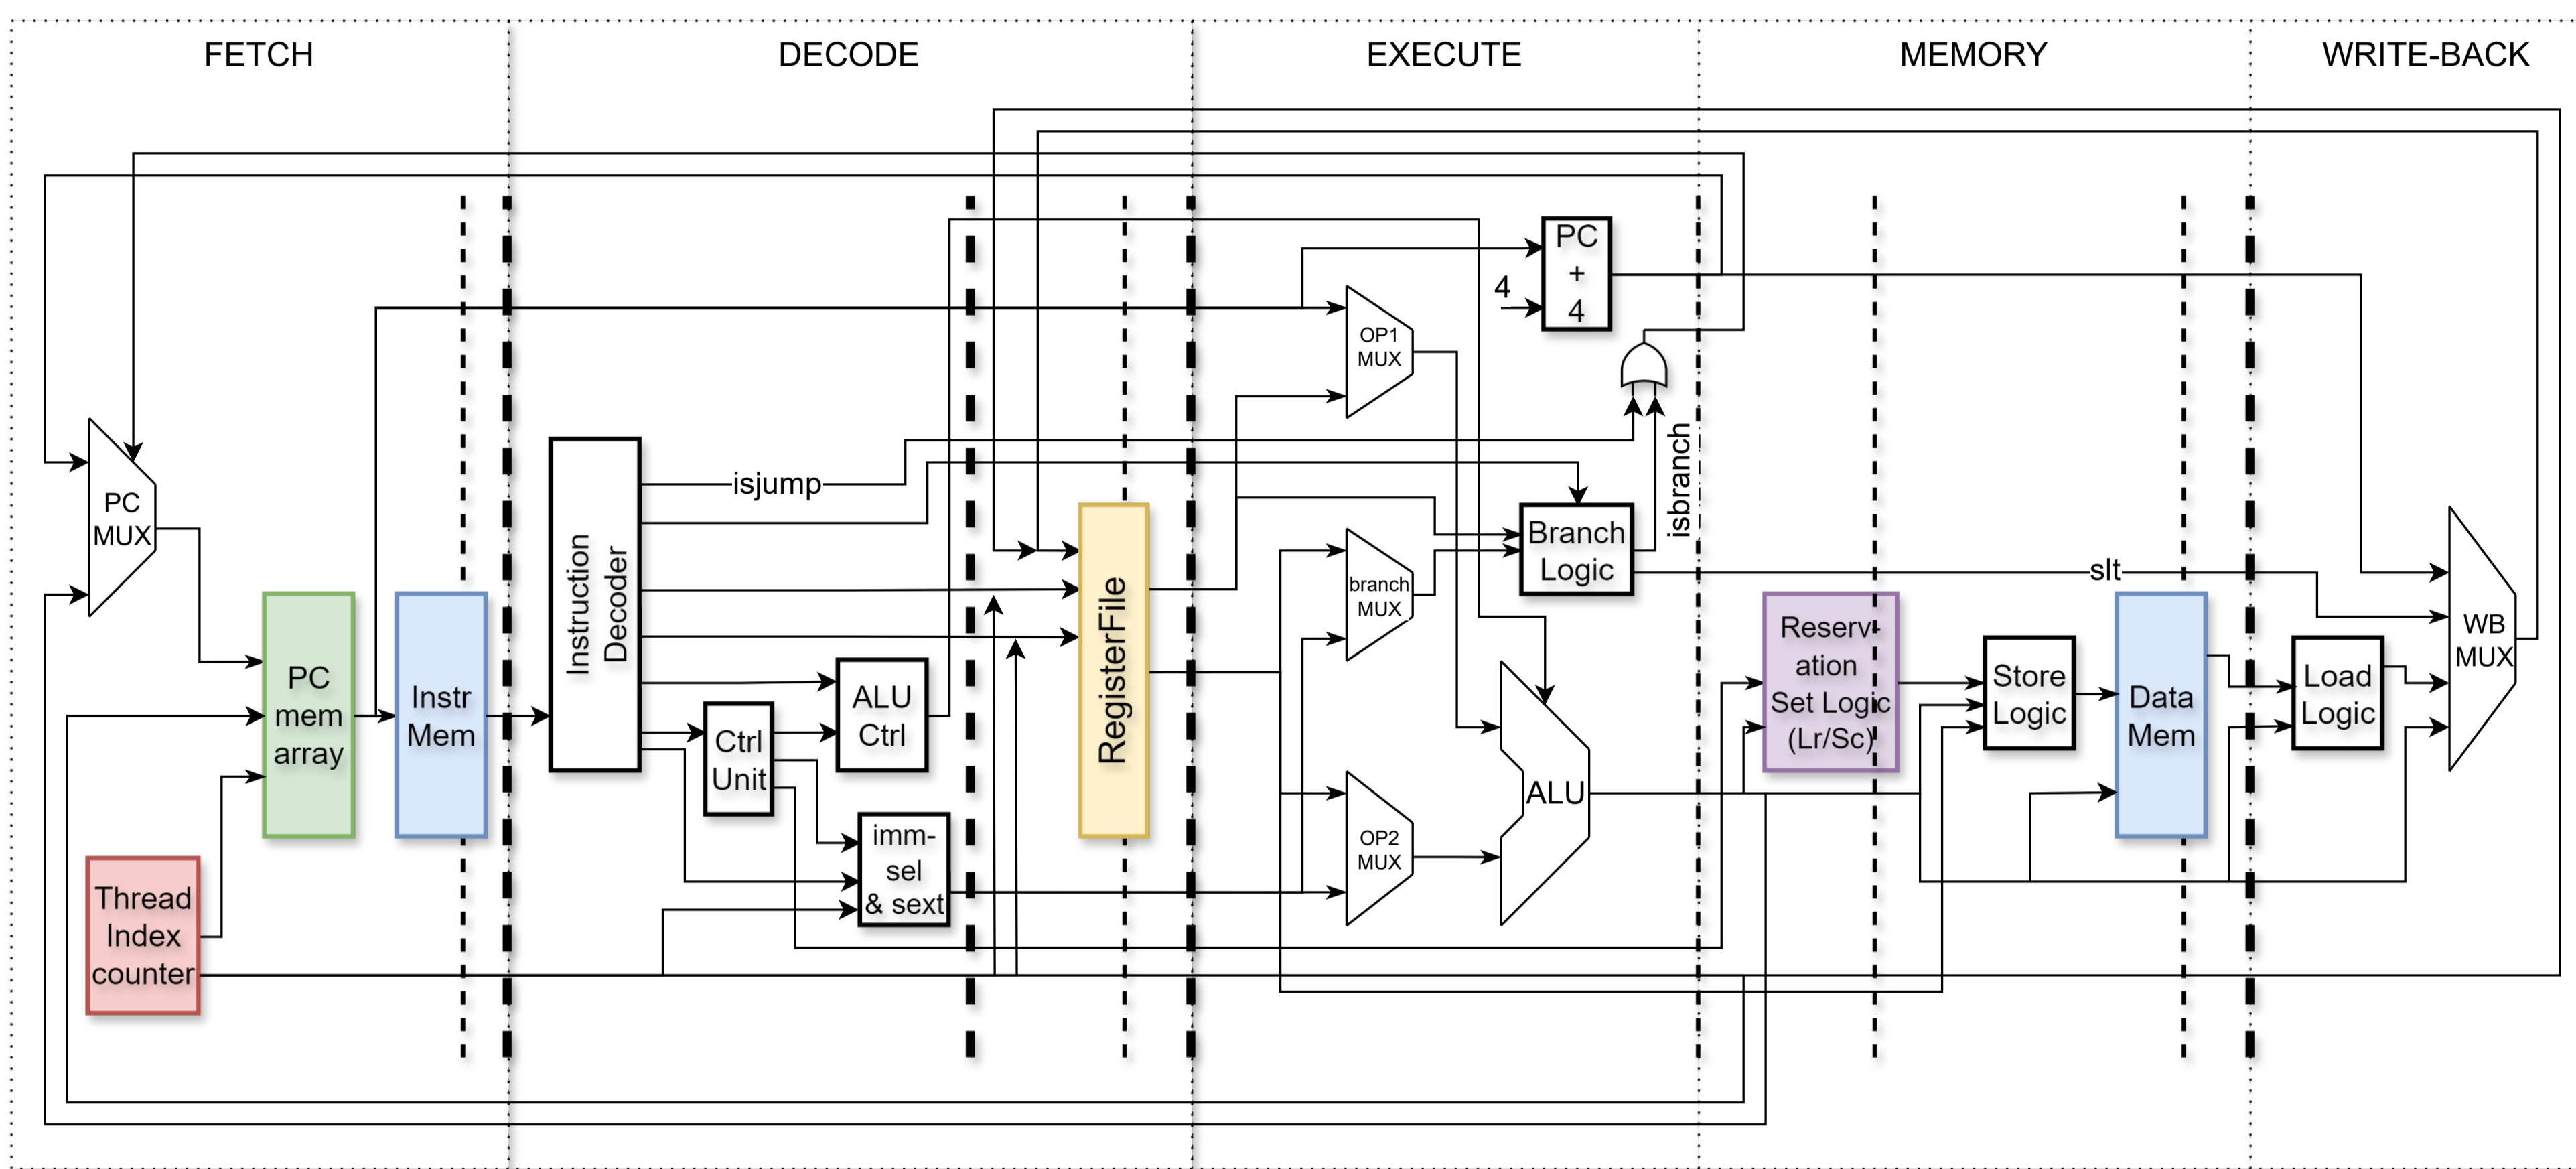 FETCH
DECODE
EXECUTE
MEMORY
WRITE-BACK
PC
MUX
PC
mem
array
Instr
Mem
Thread
Index
counter
Instruction
Decoder
isjump
Ctrl
Unit
ALU
Ctrl
imm-
sel
& sext
RegisterFile
OP1
MUX
branch
MUX
OP2
MUX
PC
+
4
4
isbranch
Branch
Logic
ALU
slt
Reserv-
ation
Set Logic
(Lr/Sc)
Store
Logic
Data
Mem
Load
Logic
WB
MUX